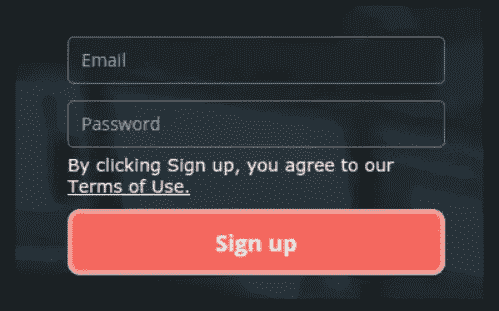 Email
Password
By clicking Sign up, you agree to our
Terms of Use.
Sign up